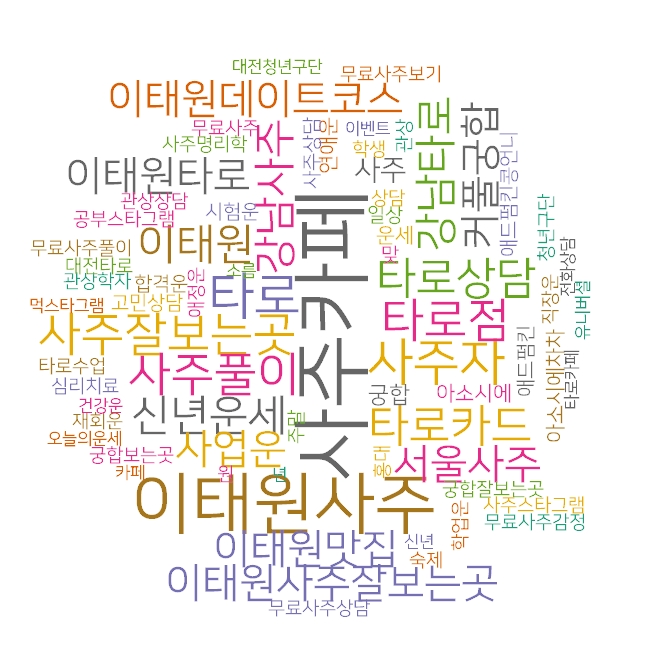 대전청년구단
무료사주보기
이태원데이트코스
무료사주
사주명리학
강남사주
사주상담
연애운
이벤트
관상
학생
강남타로
커플궁합
애드펌킨킹언니
이태원타로
사주
관상상담
공부스타그램
시험운
상담
일상
운세
맛
청년구단
전화상담
무료사주풀이
이태원
대전타로
소름
관상학자
합격운
애정운
타로
사주카페
타로상담
직장운
유니버셜
먹스타그램
고민상담
타로점
사주잘보는곳
사주풀이
사주자
애드펌킨
아소시에찬차
타로카페
타로수업
심리치료
궁합
아소시에
건강운
재회운
신년운세
주말
타로카드
오늘의운세
사업운
궁합보는곳
카페
원
년
홍대
서울사주
궁합잘보는곳
이태원사주
사주스타그램
무료사주감정
학업운
이태원맛집
신년
숙제
이태원사주잘보는곳
무료사주상담